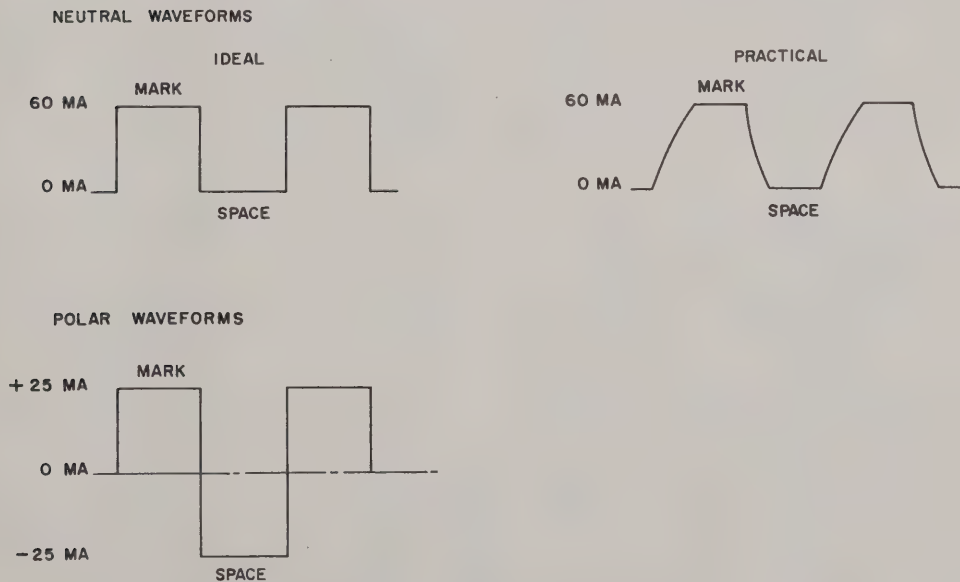 NEUTRAL WAVEFORMS
IDEAL
MARK
60 MA
0 MA
SPACE
PRACTICAL
MARK
60 MA
0 MA
SPACE
POLAR WAVEFORMS
MARK
+ 25 MA
0 MA
−25 MA
SPACE